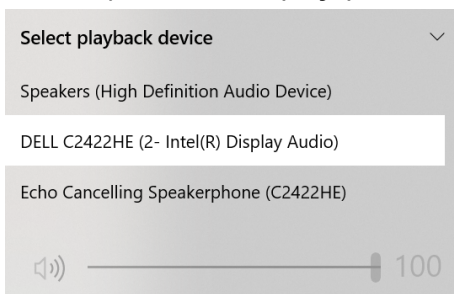 Select playback device
Speakers (High Definition Audio Device)
DELL C2422HE (2- Intel(R) Display Audio)
Echo Cancelling Speakerphone (C2422HE)
100